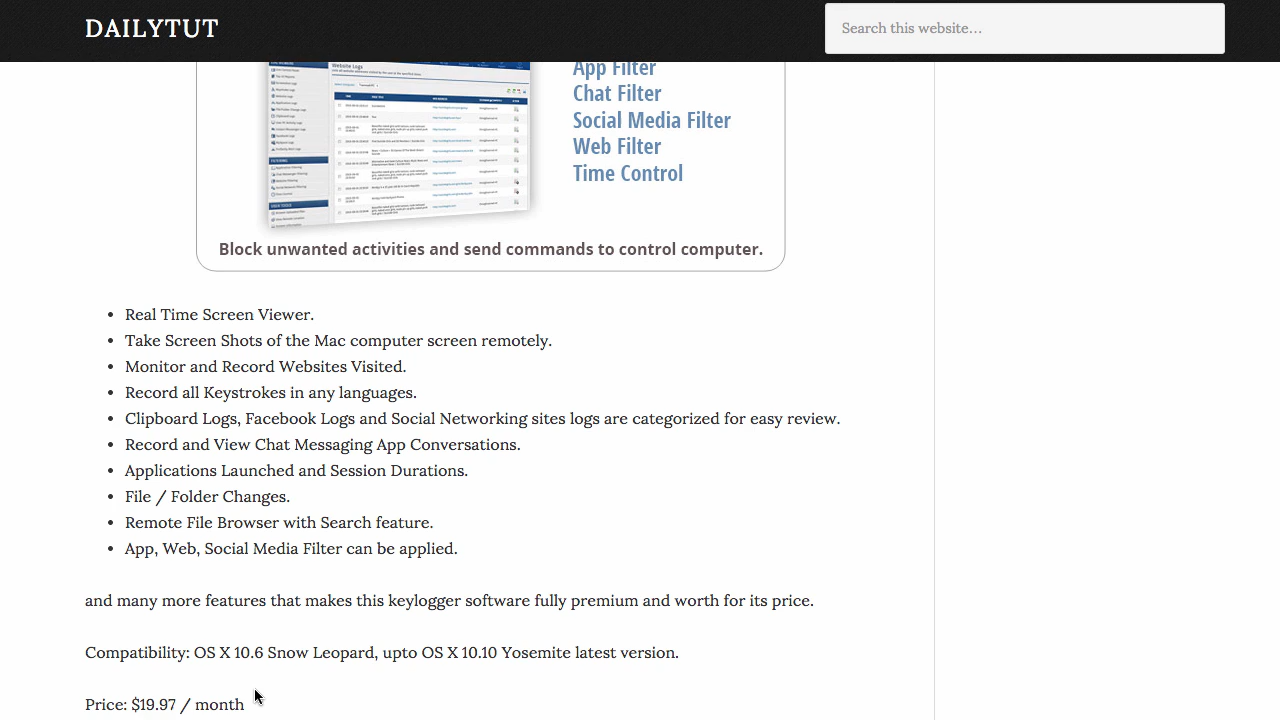 DAILYTUT
Search this website...
Website Logs
App Filter
Chat Filter
Social Media Filter
Web Filter
Time Control
Block unwanted activities and send commands to control computer.
Real Time Screen Viewer.
Take Screen Shots of the Mac computer screen remotely.
Monitor and Record Websites Visited.
Record all Keystrokes in any languages.
Clipboard Logs, Facebook Logs and Social Networking sites logs are categorized for easy review.
Record and View Chat Messaging App Conversations.
Applications Launched and Session Durations.
File / Folder Changes.
Remote File Browser with Search feature.
App, Web, Social Media Filter can be applied.
and many more features that makes this keylogger software fully premium and worth for its price.
Compatibility: OS X 10.6 Snow Leopard, upto OS X 10.10 Yosemite latest version.
Price: $19.97 / month